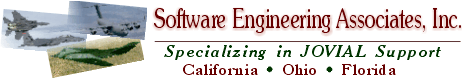 Software Engineering Associates, Inc.
Specializing in JOVIAL Support
California • Ohio • Florida